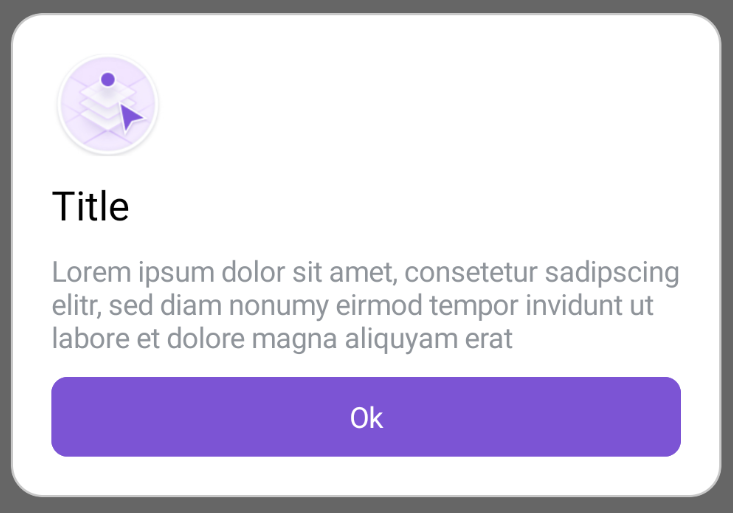 Title
Lorem ipsum dolor sit amet, consetetur sadipscing
elitr, sed diam nonumy eirmod tempor invidunt ut
labore et dolore magna aliquyam erat
Ok